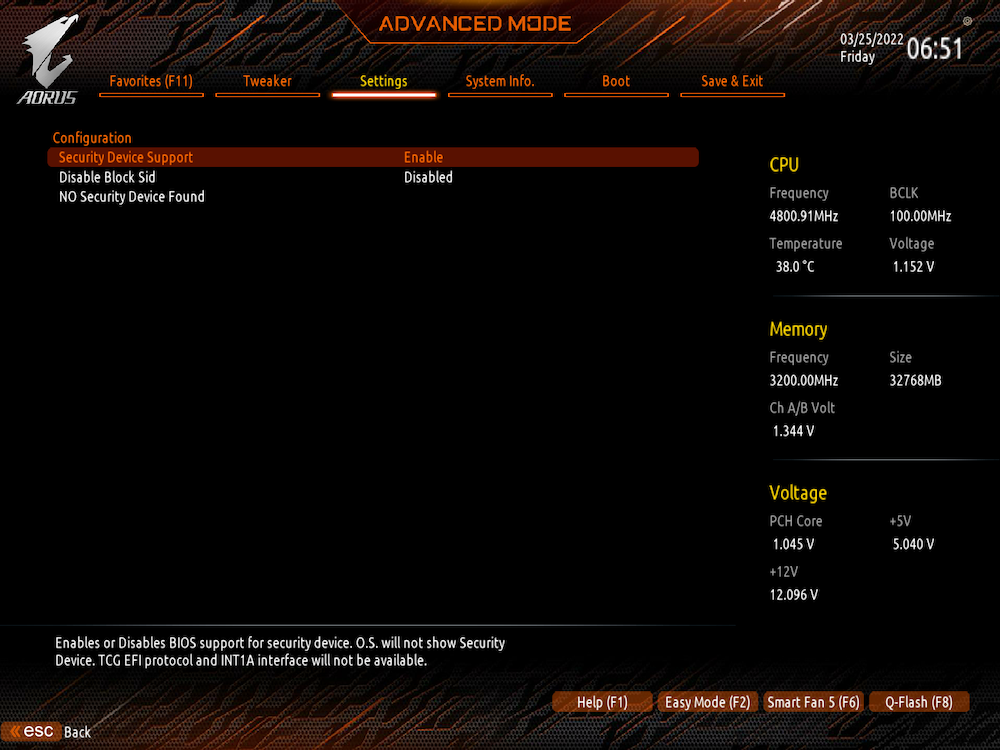 ADVANCED MODE
03/25/2022
Friday
06:51
AORUS
Favorites (F11) Tweaker Settings System Info. Boot Save & Exit
Configuration
Security Device Support Enable
Disable Block Sid Disabled
NO Security Device Found
CPU
Frequency BCLK
4800.91MHz 100.00MHz
Temperature Voltage
38.0 °C 1.152 V
Memory
Frequency Size
3200.00MHz 32768MB
Ch A/B Volt
1.344 V
Voltage
PCH Core +5V
1.045 V 5.040 V
+12V
12.096 V
Enables or Disables BIOS support for security device. O.S. will not show Security
Device. TCG EFI protocol and INT1A interface will not be available.
Help (F1) Easy Mode (F2) Smart Fan 5 (F6) Q-Flash (F8)
esc Back